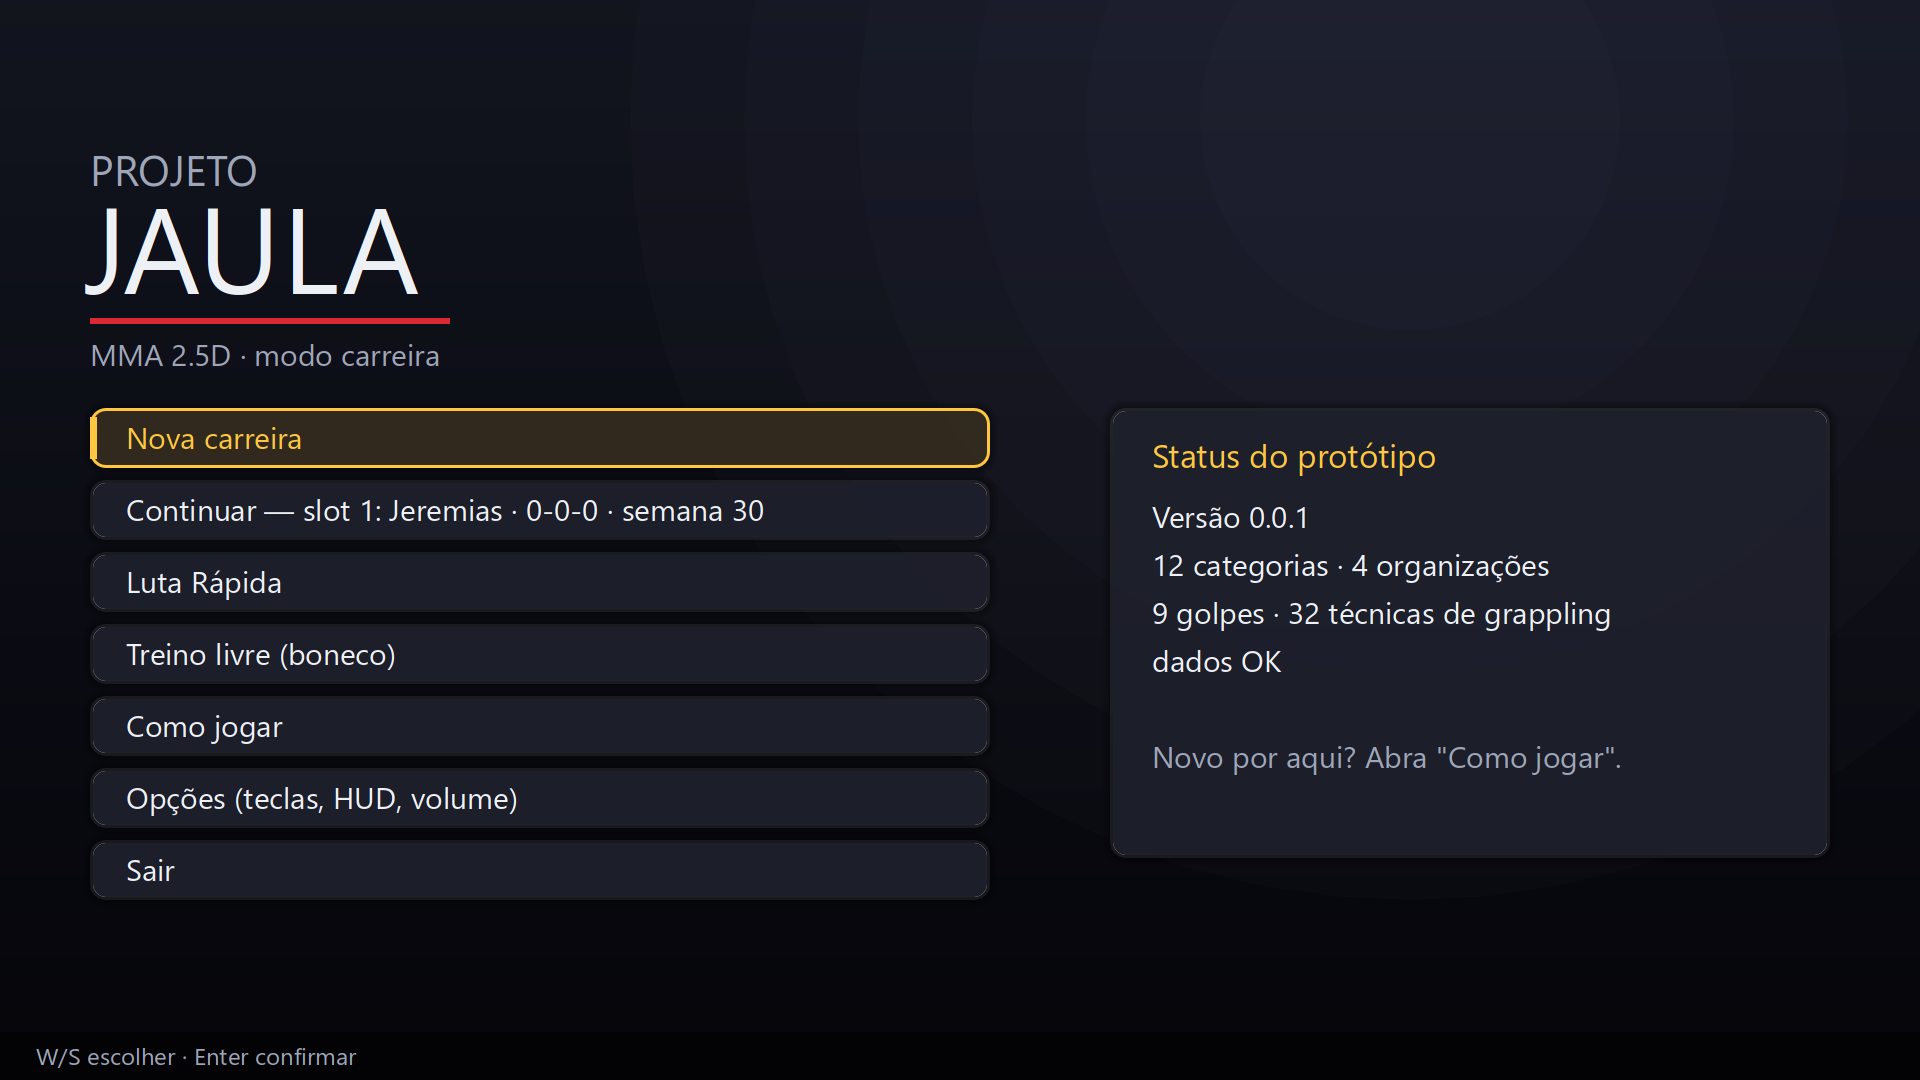 PROJETO
JAULA
MMA 2.5D · modo carreira
Nova carreira
Continuar — slot 1: Jeremias · 0-0-0 · semana 30
Luta Rápida
Treino livre (boneco)
Como jogar
Opções (teclas, HUD, volume)
Sair
Status do protótipo
Versão 0.0.1
12 categorias · 4 organizações
9 golpes · 32 técnicas de grappling
dados OK
Novo por aqui? Abra "Como jogar".
W/S escolher · Enter confirmar